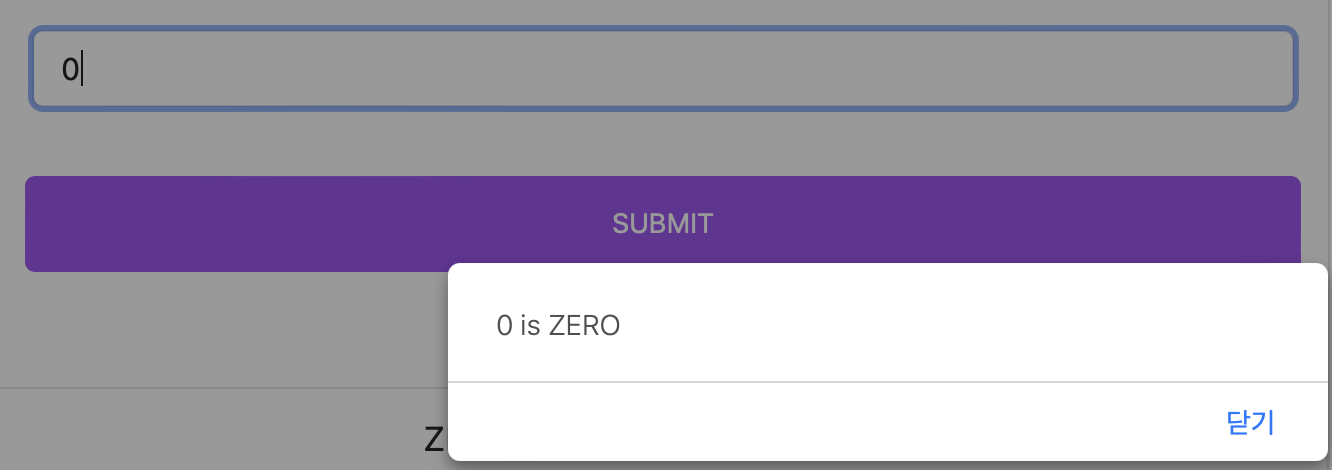 0
SUBMIT
0 is ZERO
닫기
Z